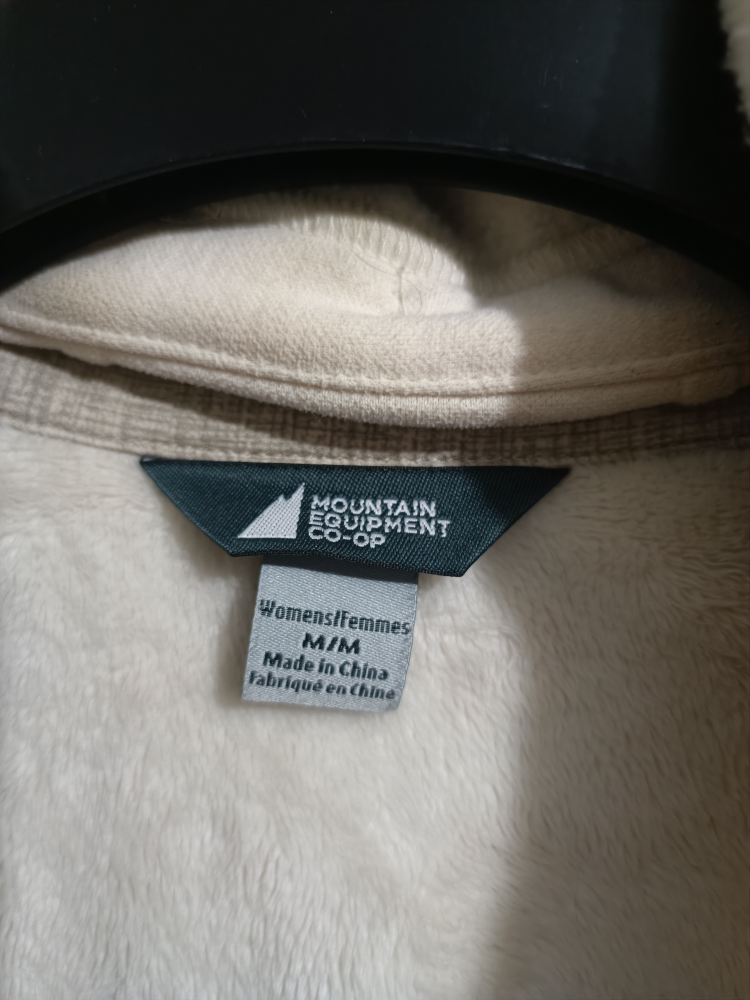 MOUNTAIN
EQUIPMENT
CO-OP
Womens/Femmes
M/M
Made in China
Fabriqué en Chine